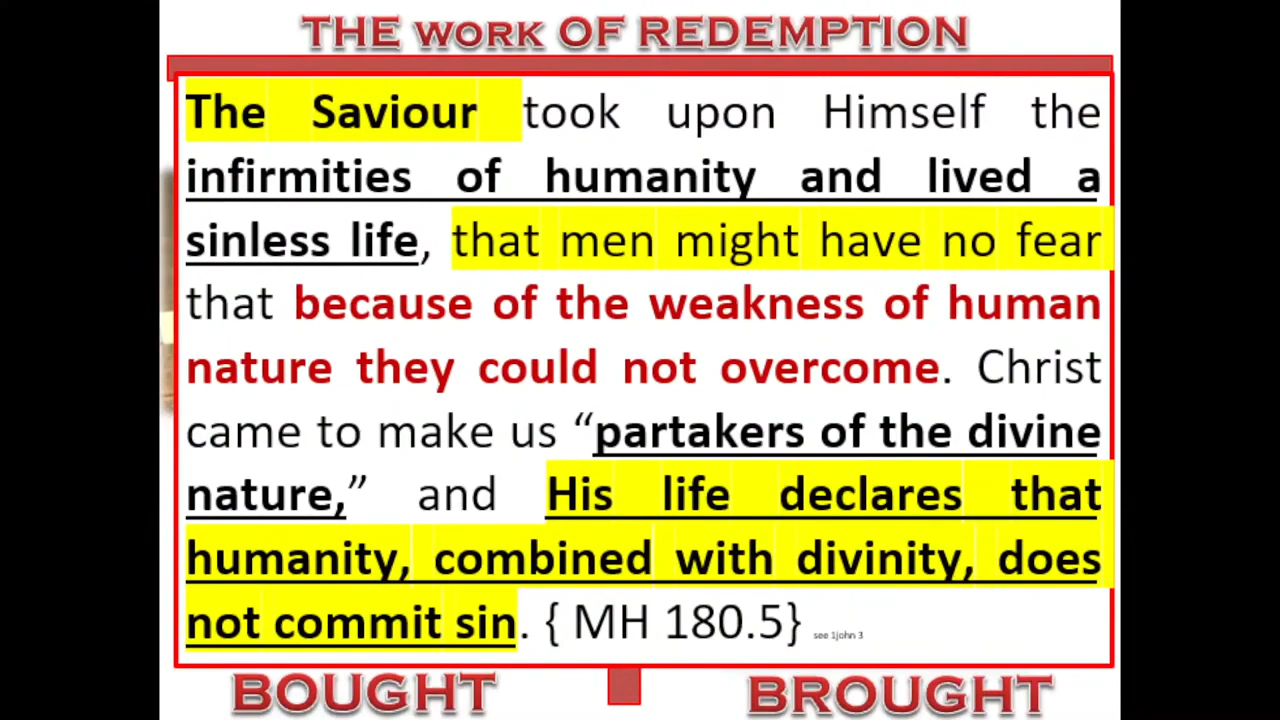 THE work OF REDEMPTION
The Saviour took upon Himself the
infirmities of humanity and lived a
sinless life, that men might have no fear
that because of the weakness of human
nature they could not overcome. Christ
came to make us “partakers of the divine
nature,” and His life declares that
humanity, combined with divinity, does
not commit sin. { MH 180.5} see 1john 3
BOUGHT BROUGHT